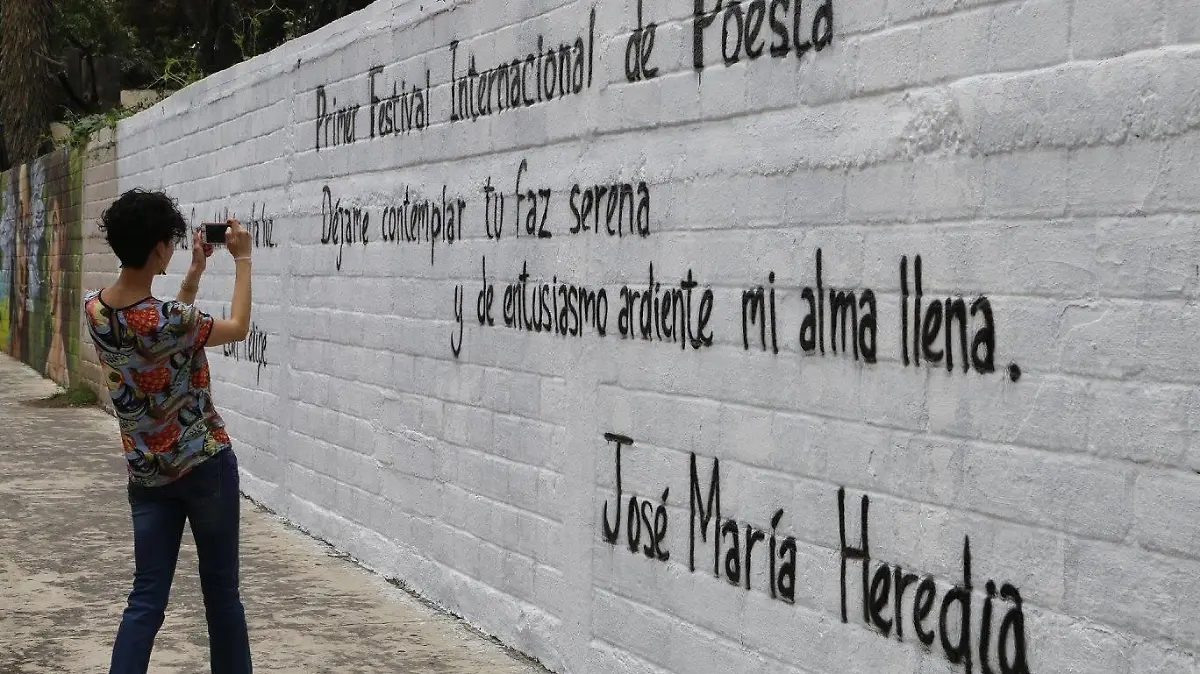 Primer Festival Internacional de Poesía
Déjame contemplar tu faz serena
y de entusiasmo ardiente mi alma llena.
José María Heredia
Felipe